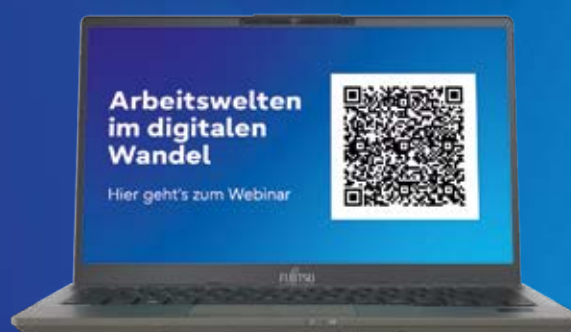 Arbeitswelten
im digitalen
Wandel
Hier geht's zum Webinar
FUJITSU